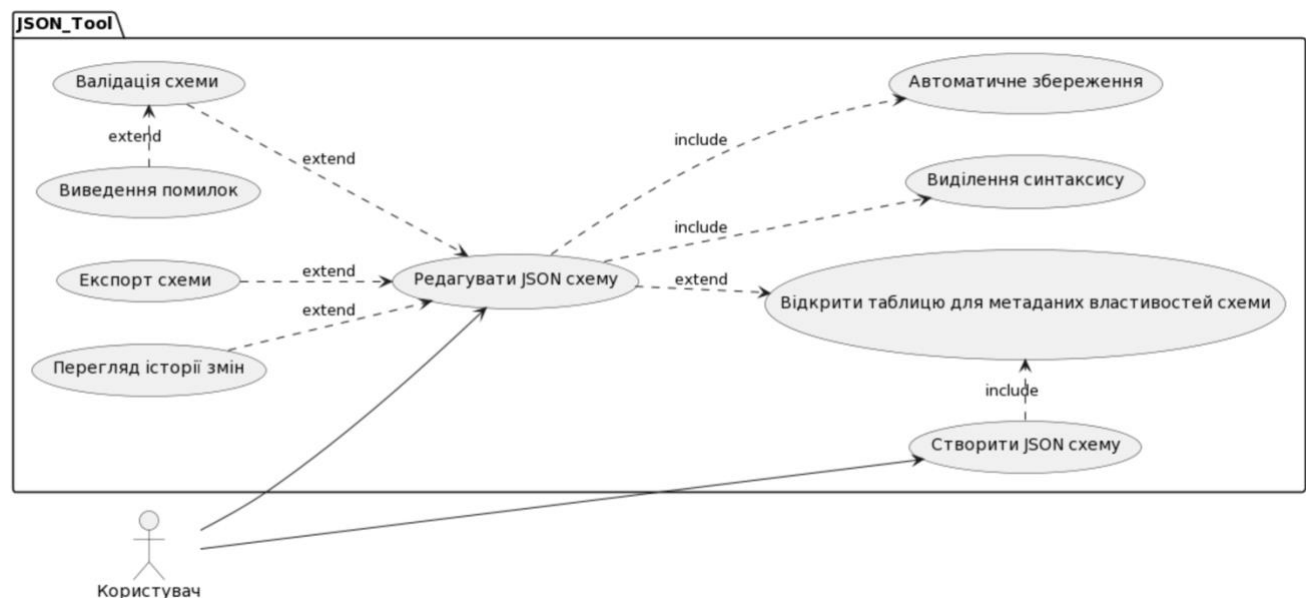 JSON_Tool
Валідація схеми
Автоматичне збереження
extend
include
extend
Виділення синтаксису
Виведення помилок
include
Експорт схеми
extend
Редагувати JSON схему
extend
Відкрити таблицю для метаданих властивостей схеми
extend
Перегляд історії змін
include
Створити JSON схему
Користувач